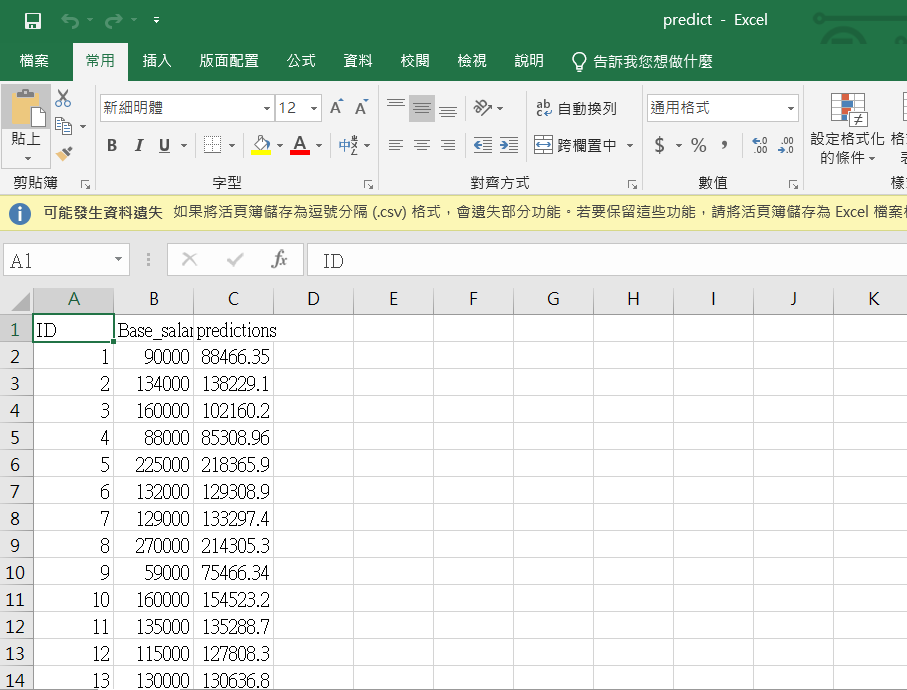 predict - Excel
檔案 常用 插入 版面配置 公式 資料 校閱 檢視 說明 告訴我您想做什麼
新細明體 12 ab 自動換列 通用格式
貼上 B I U A 中 跨欄置中 $ % , 設定格式化
的條件
剪貼簿 字型 對齊方式 數值
可能發生資料遺失 如果將活頁簿儲存為逗號分隔 (.csv) 格式，會遺失部分功能。若要保留這些功能，請將活頁簿儲存為 Excel 檔案
A1 fx ID
A B C D E F G H I J K
1 ID Base_salar predictions
2 1 90000 88466.35
3 2 134000 138229.1
4 3 160000 102160.2
5 4 88000 85308.96
6 5 225000 218365.9
7 6 132000 129308.9
8 7 129000 133297.4
9 8 270000 214305.3
10 9 59000 75466.34
11 10 160000 154523.2
12 11 135000 135288.7
13 12 115000 127808.3
14 13 130000 130636.8